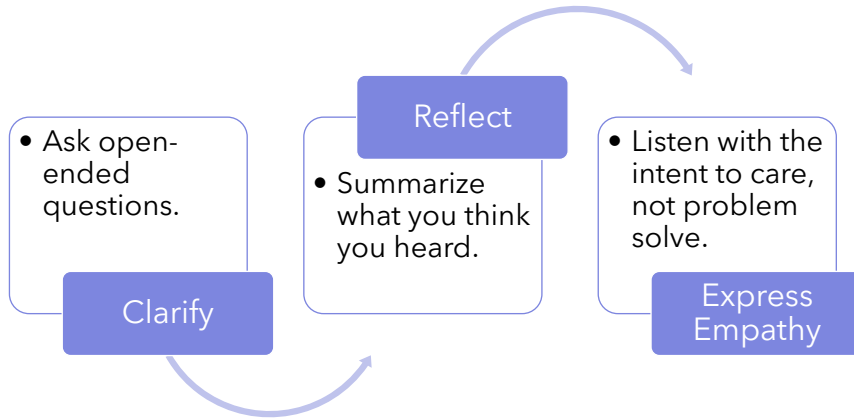 • Ask open-
ended
questions.
Clarify
Reflect
• Summarize
what you think
you heard.
• Listen with the
intent to care,
not problem
solve.
Express
Empathy